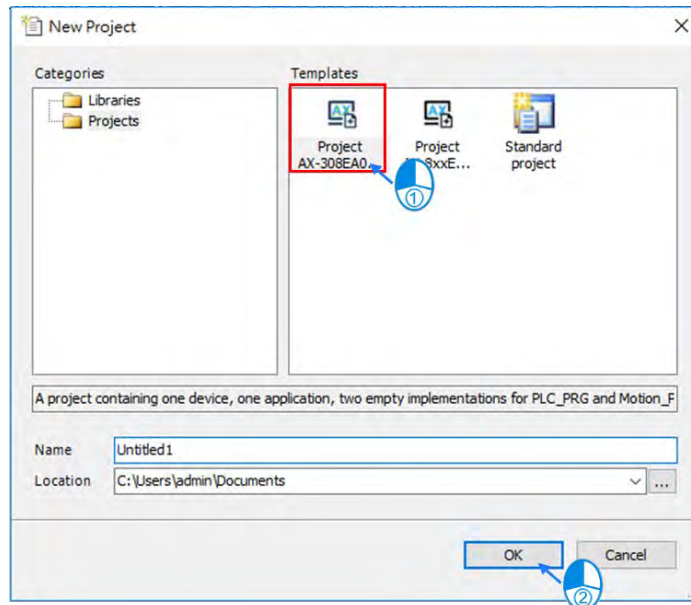 New Project
Categories
Templates
Libraries
Projects
Project
AX-308EA0...
Project
8xxE...
Standard
project
①
A project containing one device, one application, two empty implementations for PLC_PRG and Motion_F
Name
Untitled1
Location
C:\Users\admin\Documents
...
OK
Cancel
②